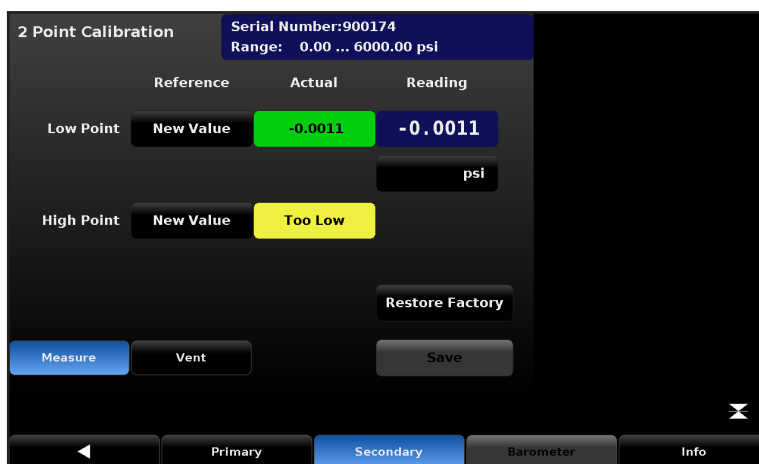 2 Point Calibration
Serial Number:900174
Range: 0.00 ... 6000.00 psi
Reference Actual Reading
Low Point New Value -0.0011 -0.0011
psi
High Point New Value Too Low
Restore Factory
Measure Vent Save
Primary Secondary Barometer Info